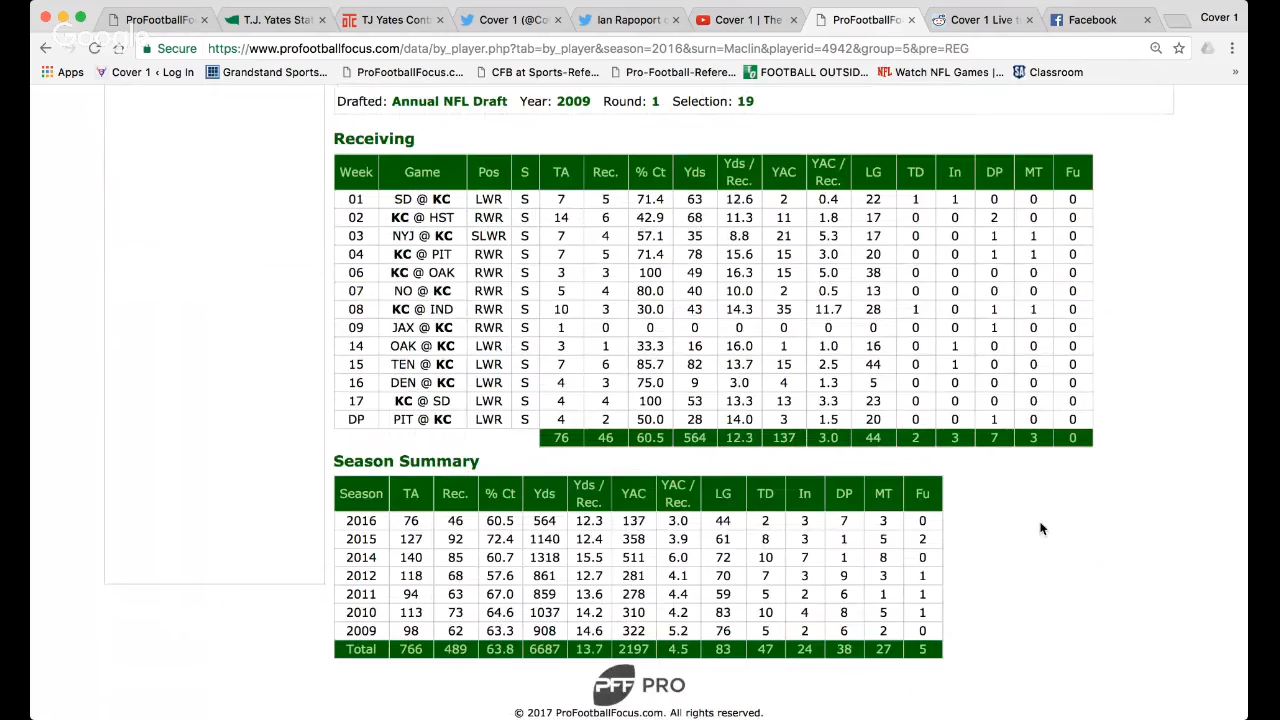 ProFootballFo
T.J. Yates Stat
TJ Yates Contr
Cover 1 (@Co
Ian Rapoport o
Cover 1 | the
ProFootballFo
Cover 1 Live t
Facebook
Cover 1
Google
Secure https://www.profootballfocus.com/data/by_player.php?tab=by_player&season=2016&surn=Maclin&playerid=4942&group=5&pre=REG
Apps Cover 1 ‹ Log In Grandstand Sports... ProFootballFocus.c... CFB at Sports-Refe... Pro-Football-Refere... FOOTBALL OUTSID... Watch NFL Games |... Classroom »
Drafted: Annual NFL Draft Year: 2009 Round: 1 Selection: 19
Receiving
Week Game Pos S TA Rec. % Ct Yds Yds / Rec. YAC YAC / Rec. LG TD In DP MT Fu
01 SD @ KC LWR S 7 5 71.4 63 12.6 2 0.4 22 1 1 0 0 0
02 KC @ HST RWR S 14 6 42.9 68 11.3 11 1.8 17 0 0 2 0 0
03 NYJ @ KC SLWR S 7 4 57.1 35 8.8 21 5.3 17 0 0 1 1 0
04 KC @ PIT RWR S 7 5 71.4 78 15.6 15 3.0 20 0 0 1 1 0
06 KC @ OAK RWR S 3 3 100 49 16.3 15 5.0 38 0 0 0 0 0
07 NO @ KC RWR S 5 4 80.0 40 10.0 2 0.5 13 0 0 0 0 0
08 KC @ IND RWR S 10 3 30.0 43 14.3 35 11.7 28 1 0 1 1 0
09 JAX @ KC RWR S 1 0 0 0 0 0 0 0 0 0 1 0 0
14 OAK @ KC LWR S 3 1 33.3 16 16.0 1 1.0 16 0 1 0 0 0
15 TEN @ KC LWR S 7 6 85.7 82 13.7 15 2.5 44 0 1 0 0 0
16 DEN @ KC LWR S 4 3 75.0 9 3.0 4 1.3 5 0 0 0 0 0
17 KC @ SD LWR S 4 4 100 53 13.3 13 3.3 23 0 0 0 0 0
DP PIT @ KC LWR S 4 2 50.0 28 14.0 3 1.5 20 0 0 1 0 0
76 46 60.5 564 12.3 137 3.0 44 2 3 7 3 0
Season Summary
Season TA Rec. % Ct Yds Yds / Rec. YAC YAC / Rec. LG TD In DP MT Fu
2016 76 46 60.5 564 12.3 137 3.0 44 2 3 7 3 0
2015 127 92 72.4 1140 12.4 358 3.9 61 8 3 1 5 2
2014 140 85 60.7 1318 15.5 511 6.0 72 10 7 1 8 0
2012 118 68 57.6 861 12.7 281 4.1 70 7 3 9 3 1
2011 94 63 67.0 859 13.6 278 4.4 59 5 2 6 1 1
2010 113 73 64.6 1037 14.2 310 4.2 83 10 4 8 5 1
2009 98 62 63.3 908 14.6 322 5.2 76 5 2 6 2 0
Total 766 489 63.8 6687 13.7 2197 4.5 83 47 24 38 27 5
PFF PRO
© 2017 ProFootballFocus.com. All rights reserved.